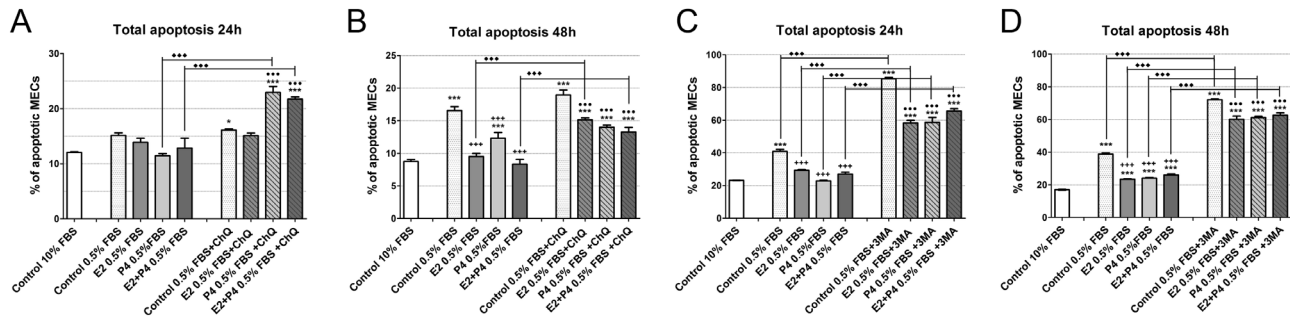 A
Total apoptosis 24h
% of apoptotic MECs
30
20
10
0
♦♦♦
♦♦♦
*
●●●
***
●●●
***
Control 10% FBS
Control 0.5% FBS
E2 0.5% FBS
P4 0.5%FBS
E2+P4 0.5% FBS
Control 0.5% FBS+ChQ
E2 0.5% FBS+ChQ
P4 0.5% FBS +ChQ
E2+P4 0.5% FBS+ChQ
B
Total apoptosis 48h
% of apoptotic MECs
25
20
15
10
5
0
♦♦♦
♦♦♦
***
+++
+++
***
+++
***
●●●
***
●●●
***
●●●
***
Control 10% FBS
Control 0.5% FBS
E2 0.5% FBS
P4 0.5%FBS
E2+P4 0.5% FBS
Control 0.5% FBS+ChQ
E2 0.5% FBS+ChQ
P4 0.5% FBS +ChQ
E2+P4 0.5% FBS+ChQ
C
Total apoptosis 24h
% of apoptotic MECs
100
80
60
40
20
0
♦♦♦
♦♦♦
♦♦♦
♦♦♦
***
+++
+++
+++
***
●●●
***
●●●
***
●●●
***
Control 10% FBS
Control 0.5% FBS
E2 0.5% FBS
P4 0.5%FBS
E2+P4 0.5% FBS
Control 0.5% FBS+3MA
E2 0.5% FBS+3MA
P4 0.5% FBS +3MA
E2+P4 0.5% FBS +3MA
D
Total apoptosis 48h
% of apoptotic MECs
100
80
60
40
20
0
♦♦♦
♦♦♦
♦♦♦
♦♦♦
***
+++
***
+++
***
+++
***
***
●●●
***
●●●
***
●●●
***
Control 10% FBS
Control 0.5% FBS
E2 0.5% FBS
P4 0.5%FBS
E2+P4 0.5% FBS
Control 0.5% FBS+3MA
E2 0.5% FBS+3MA
P4 0.5% FBS +3MA
E2+P4 0.5% FBS +3MA